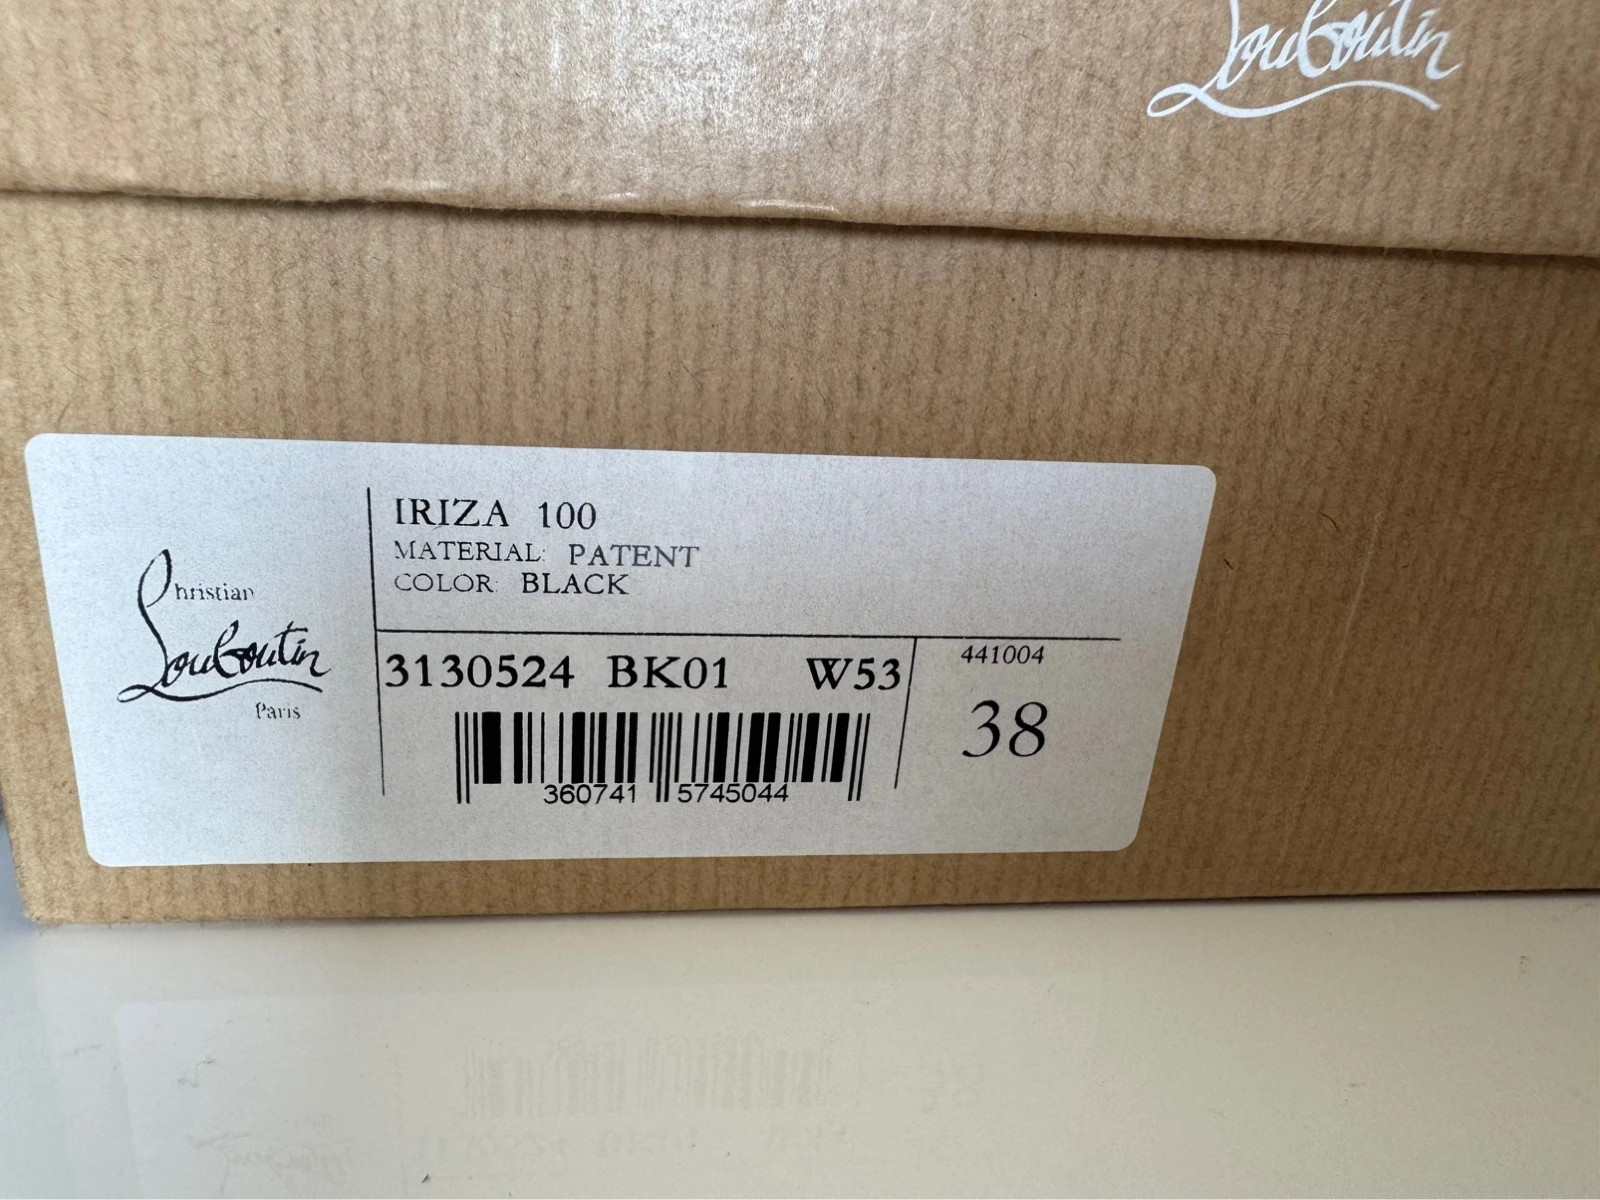 Louboutin
IRIZA 100
MATERIAL: PATENT
COLOR: BLACK
Christian
Louboutin
Paris
3130524 BK01 W53
441004
38
360741 5745044